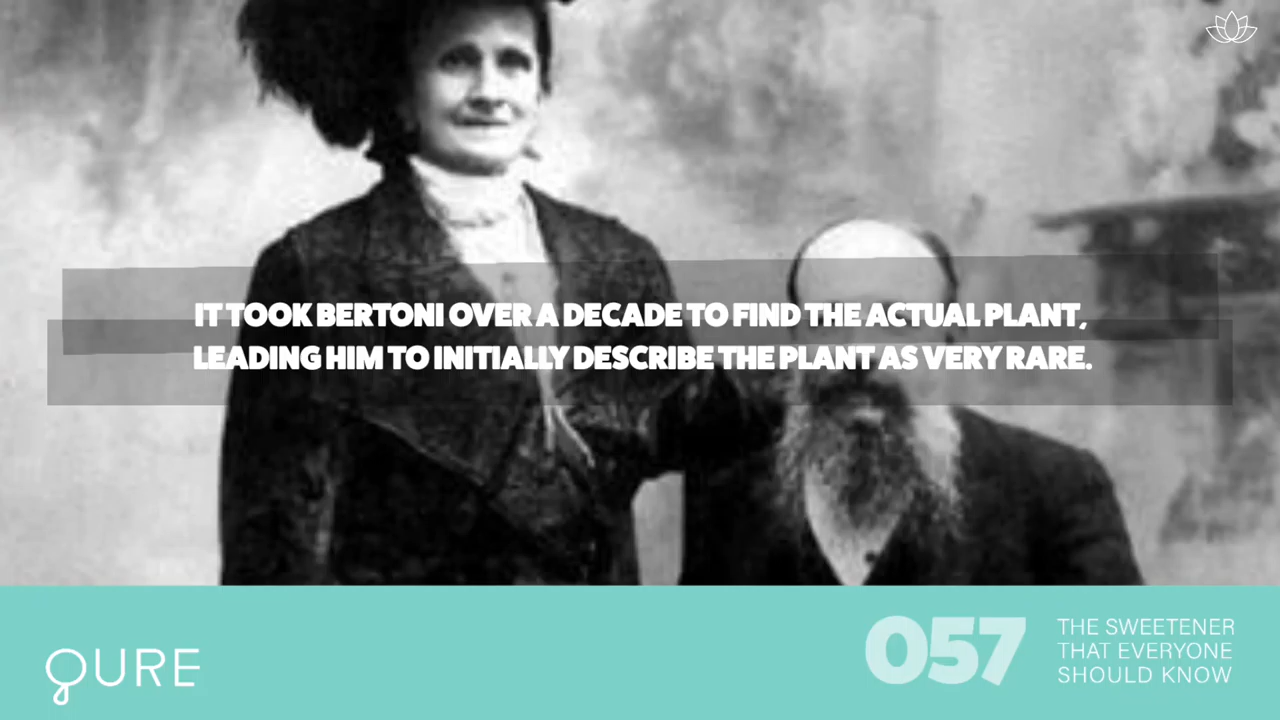 IT TOOK BERTONI OVER A DECADE TO FIND THE ACTUAL PLANT,
LEADING HIM TO INITIALLY DESCRIBE THE PLANT AS VERY RARE.
QURE
057
THE SWEETENER
THAT EVERYONE
SHOULD KNOW